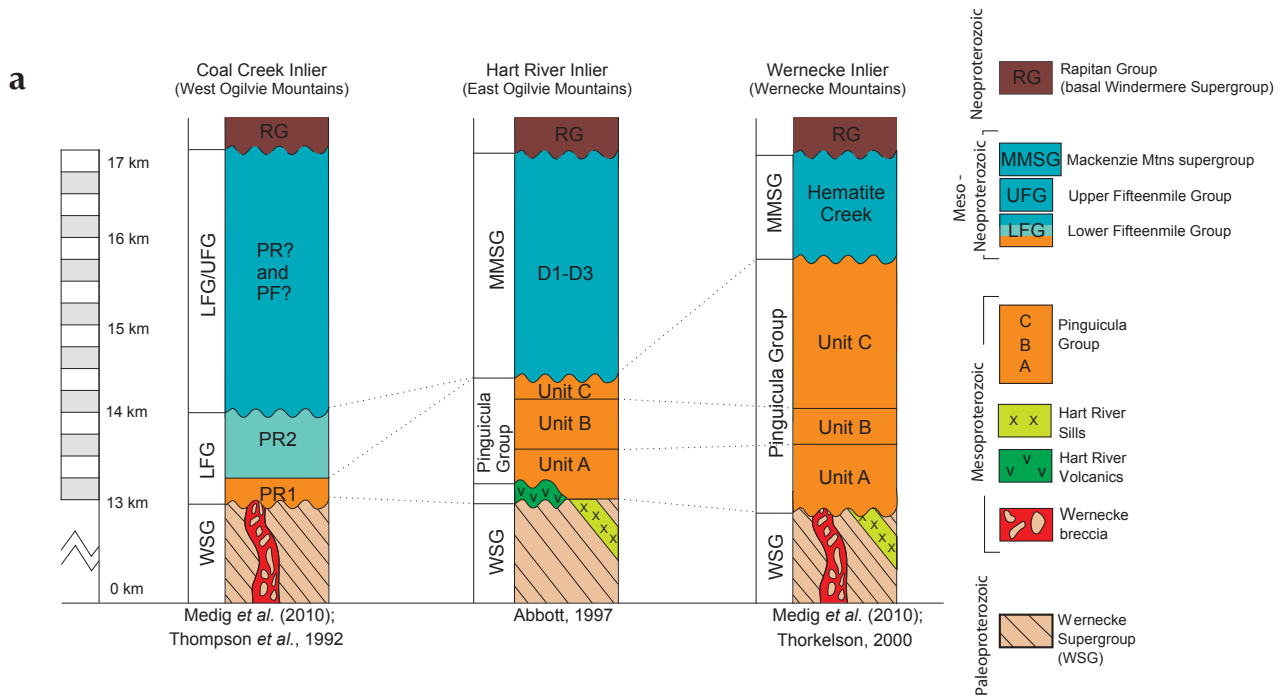 a
Coal Creek Inlier
(West Ogilvie Mountains)
Hart River Inlier
(East Ogilvie Mountains)
Wernecke Inlier
(Wernecke Mountains)
17 km
16 km
15 km
14 km
13 km
0 km
LFG/UFG
LFG
WSG
RG
PR?
and
PF?
PR2
PR1
MMSG
Pinguicula
Group
WSG
RG
D1-D3
Unit C
Unit B
Unit A
v v v v
x
x
x
x
MMSG
Pinguicula Group
WSG
RG
Hematite
Creek
Unit C
Unit B
Unit A
x
x
x
x
Medig et al. (2010);
Thompson et al., 1992
Abbott, 1997
Medig et al. (2010);
Thorkelson, 2000
Neoproterozoic
RG
Rapitan Group
(basal Windermere Supergroup)
Meso -
Neoproterozoic
MMSG
Mackenzie Mtns supergroup
UFG
Upper Fifteenmile Group
LFG
Lower Fifteenmile Group
Mesoproterozoic
C
B
A
Pinguicula
Group
x x
Hart River
Sills
v v
v v v
Hart River
Volcanics
Wernecke
breccia
Paleoproterozoic
Wernecke
Supergroup
(WSG)